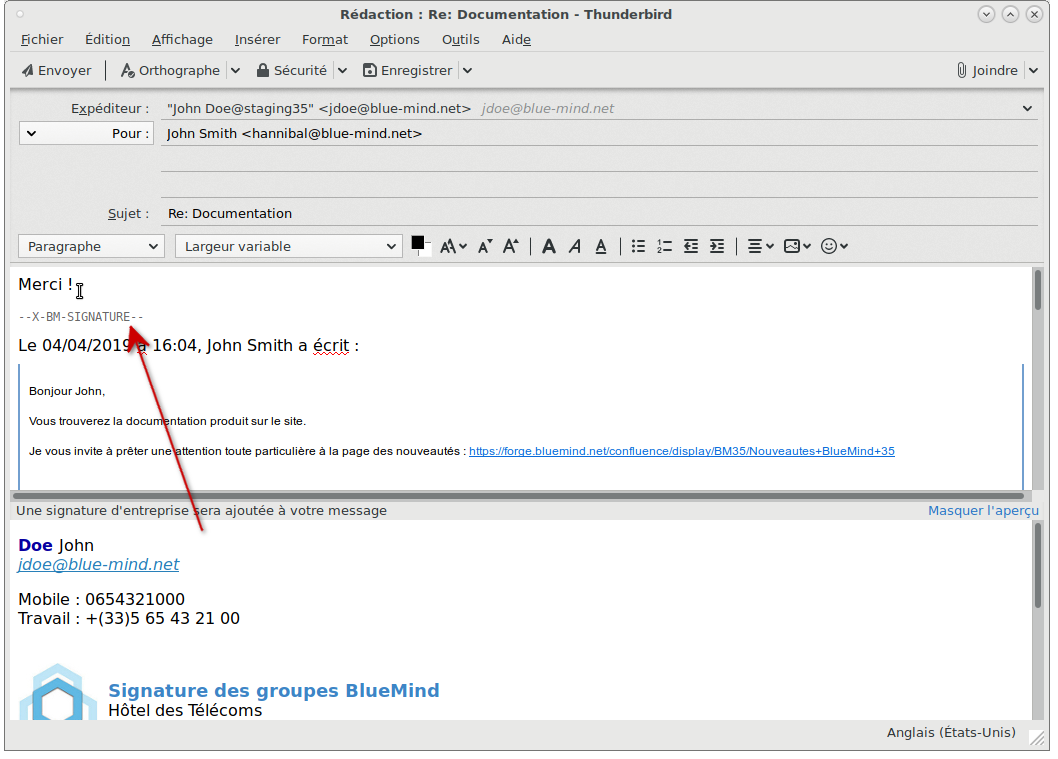 Rédaction : Re: Documentation - Thunderbird
Fichier Édition Affichage Insérer Format Options Outils Aide
Envoyer Orthographe Sécurité Enregistrer Joindre
Expéditeur : "John Doe@staging35" <jdoe@blue-mind.net> jdoe@blue-mind.net
Pour : John Smith <hannibal@blue-mind.net>
Sujet : Re: Documentation
Paragraphe Largeur variable
Merci !
--X-BM-SIGNATURE--
Le 04/04/2019 à 16:04, John Smith a écrit :
Bonjour John,
Vous trouverez la documentation produit sur le site.
Je vous invite à prêter une attention toute particulière à la page des nouveautés : https://forge.bluemind.net/confluence/display/BM35/Nouveautes+BlueMind+35
Une signature d'entreprise sera ajoutée à votre message Masquer l'aperçu
Doe John
jdoe@blue-mind.net
Mobile : 0654321000
Travail : +(33)5 65 43 21 00
Signature des groupes BlueMind
Hôtel des Télécoms
Anglais (États-Unis)